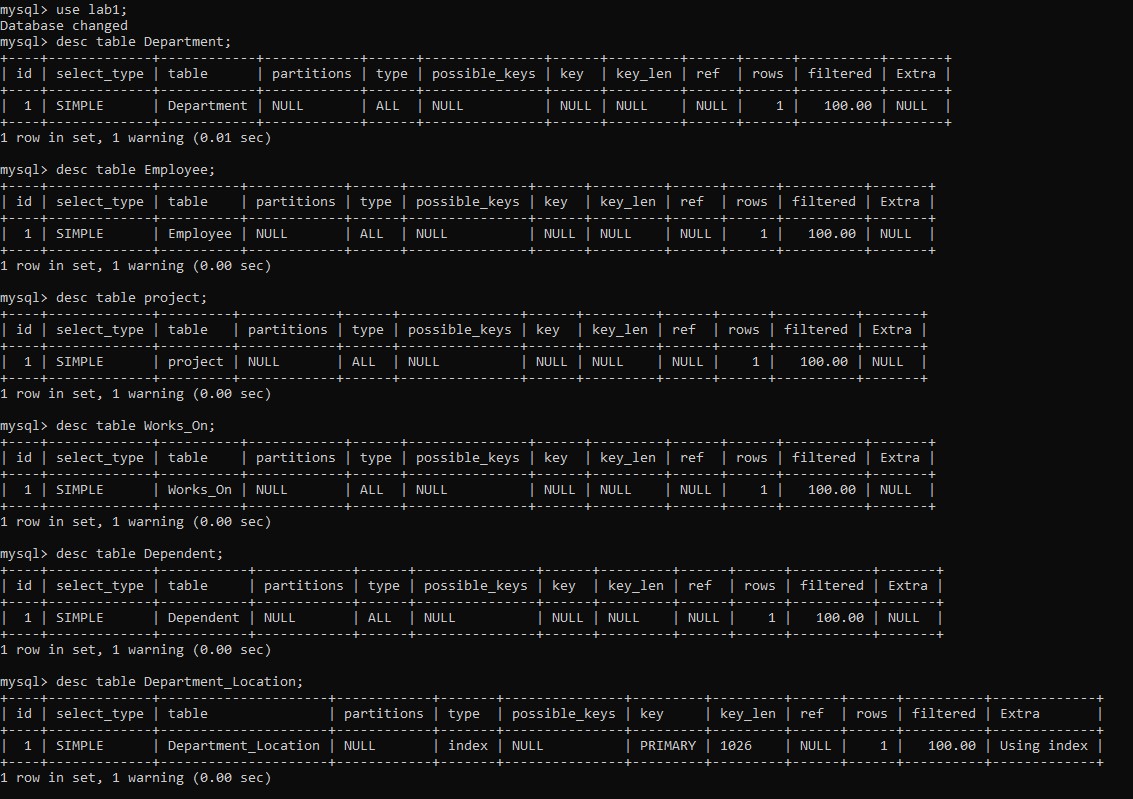 mysql> use lab1;
Database changed
mysql> desc table Department;
+----+-------------+------------+------------+------+---------------+------+---------+------+------+----------+-------+
| id | select_type | table      | partitions | type | possible_keys | key  | key_len | ref  | rows | filtered | Extra |
+----+-------------+------------+------------+------+---------------+------+---------+------+------+----------+-------+
|  1 | SIMPLE      | Department | NULL       | ALL  | NULL          | NULL | NULL    | NULL |    1 |   100.00 | NULL  |
+----+-------------+------------+------------+------+---------------+------+---------+------+------+----------+-------+
1 row in set, 1 warning (0.01 sec)

mysql> desc table Employee;
+----+-------------+----------+------------+------+---------------+------+---------+------+------+----------+-------+
| id | select_type | table    | partitions | type | possible_keys | key  | key_len | ref  | rows | filtered | Extra |
+----+-------------+----------+------------+------+---------------+------+---------+------+------+----------+-------+
|  1 | SIMPLE      | Employee | NULL       | ALL  | NULL          | NULL | NULL    | NULL |    1 |   100.00 | NULL  |
+----+-------------+----------+------------+------+---------------+------+---------+------+------+----------+-------+
1 row in set, 1 warning (0.00 sec)

mysql> desc table project;
+----+-------------+---------+------------+------+---------------+------+---------+------+------+----------+-------+
| id | select_type | table   | partitions | type | possible_keys | key  | key_len | ref  | rows | filtered | Extra |
+----+-------------+---------+------------+------+---------------+------+---------+------+------+----------+-------+
|  1 | SIMPLE      | project | NULL       | ALL  | NULL          | NULL | NULL    | NULL |    1 |   100.00 | NULL  |
+----+-------------+---------+------------+------+---------------+------+---------+------+------+----------+-------+
1 row in set, 1 warning (0.00 sec)

mysql> desc table Works_On;
+----+-------------+----------+------------+------+---------------+------+---------+------+------+----------+-------+
| id | select_type | table    | partitions | type | possible_keys | key  | key_len | ref  | rows | filtered | Extra |
+----+-------------+----------+------------+------+---------------+------+---------+------+------+----------+-------+
|  1 | SIMPLE      | Works_On | NULL       | ALL  | NULL          | NULL | NULL    | NULL |    1 |   100.00 | NULL  |
+----+-------------+----------+------------+------+---------------+------+---------+------+------+----------+-------+
1 row in set, 1 warning (0.00 sec)

mysql> desc table Dependent;
+----+-------------+-----------+------------+------+---------------+------+---------+------+------+----------+-------+
| id | select_type | table     | partitions | type | possible_keys | key  | key_len | ref  | rows | filtered | Extra |
+----+-------------+-----------+------------+------+---------------+------+---------+------+------+----------+-------+
|  1 | SIMPLE      | Dependent | NULL       | ALL  | NULL          | NULL | NULL    | NULL |    1 |   100.00 | NULL  |
+----+-------------+-----------+------------+------+---------------+------+---------+------+------+----------+-------+
1 row in set, 1 warning (0.00 sec)

mysql> desc table Department_Location;
+----+-------------+---------------------+------------+-------+---------------+---------+---------+------+------+----------+-------------+
| id | select_type | table               | partitions | type  | possible_keys | key     | key_len | ref  | rows | filtered | Extra       |
+----+-------------+---------------------+------------+-------+---------------+---------+---------+------+------+----------+-------------+
|  1 | SIMPLE      | Department_Location | NULL       | index | NULL          | PRIMARY | 1026    | NULL |    1 |   100.00 | Using index |
+----+-------------+---------------------+------------+-------+---------------+---------+---------+------+------+----------+-------------+
1 row in set, 1 warning (0.00 sec)